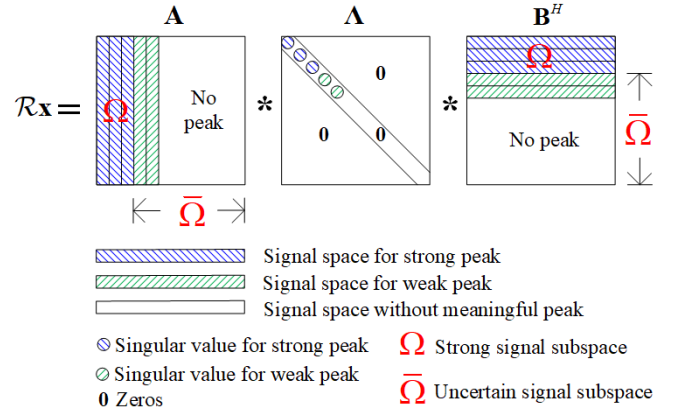 A Λ B^H
ℛx = Ω No peak * 0 0 0 * Ω No peak Ω̄
Ω̄
Signal space for strong peak
Signal space for weak peak
Signal space without meaningful peak
Singular value for strong peak Ω Strong signal subspace
Singular value for weak peak
0 Zeros Ω̄ Uncertain signal subspace